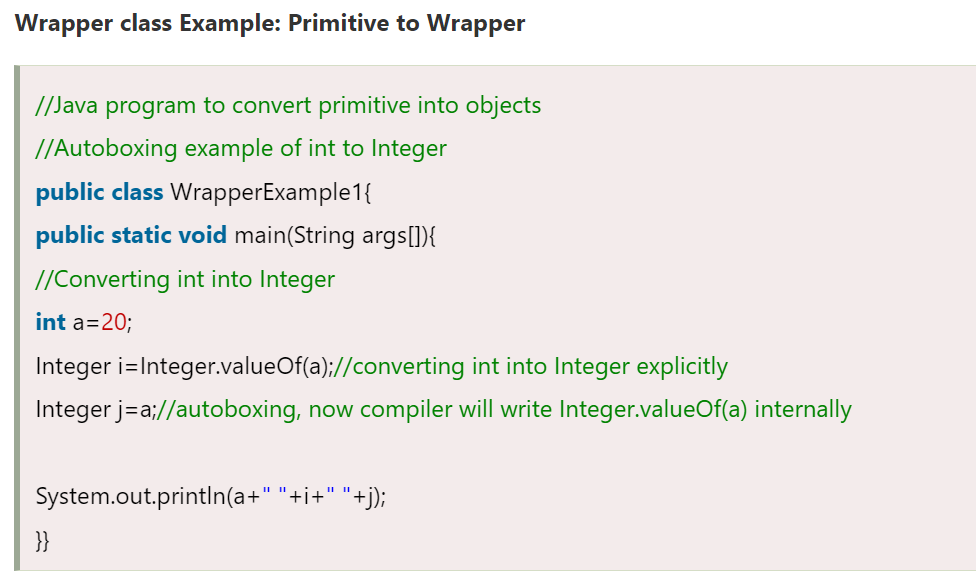 Wrapper class Example: Primitive to Wrapper
//Java program to convert primitive into objects
//Autoboxing example of int to Integer
public class WrapperExample1{
public static void main(String args[]){
//Converting int into Integer
int a=20;
Integer i=Integer.valueOf(a);//converting int into Integer explicitly
Integer j=a;//autoboxing, now compiler will write Integer.valueOf(a) internally
System.out.println(a+" "+i+" "+j);
}}